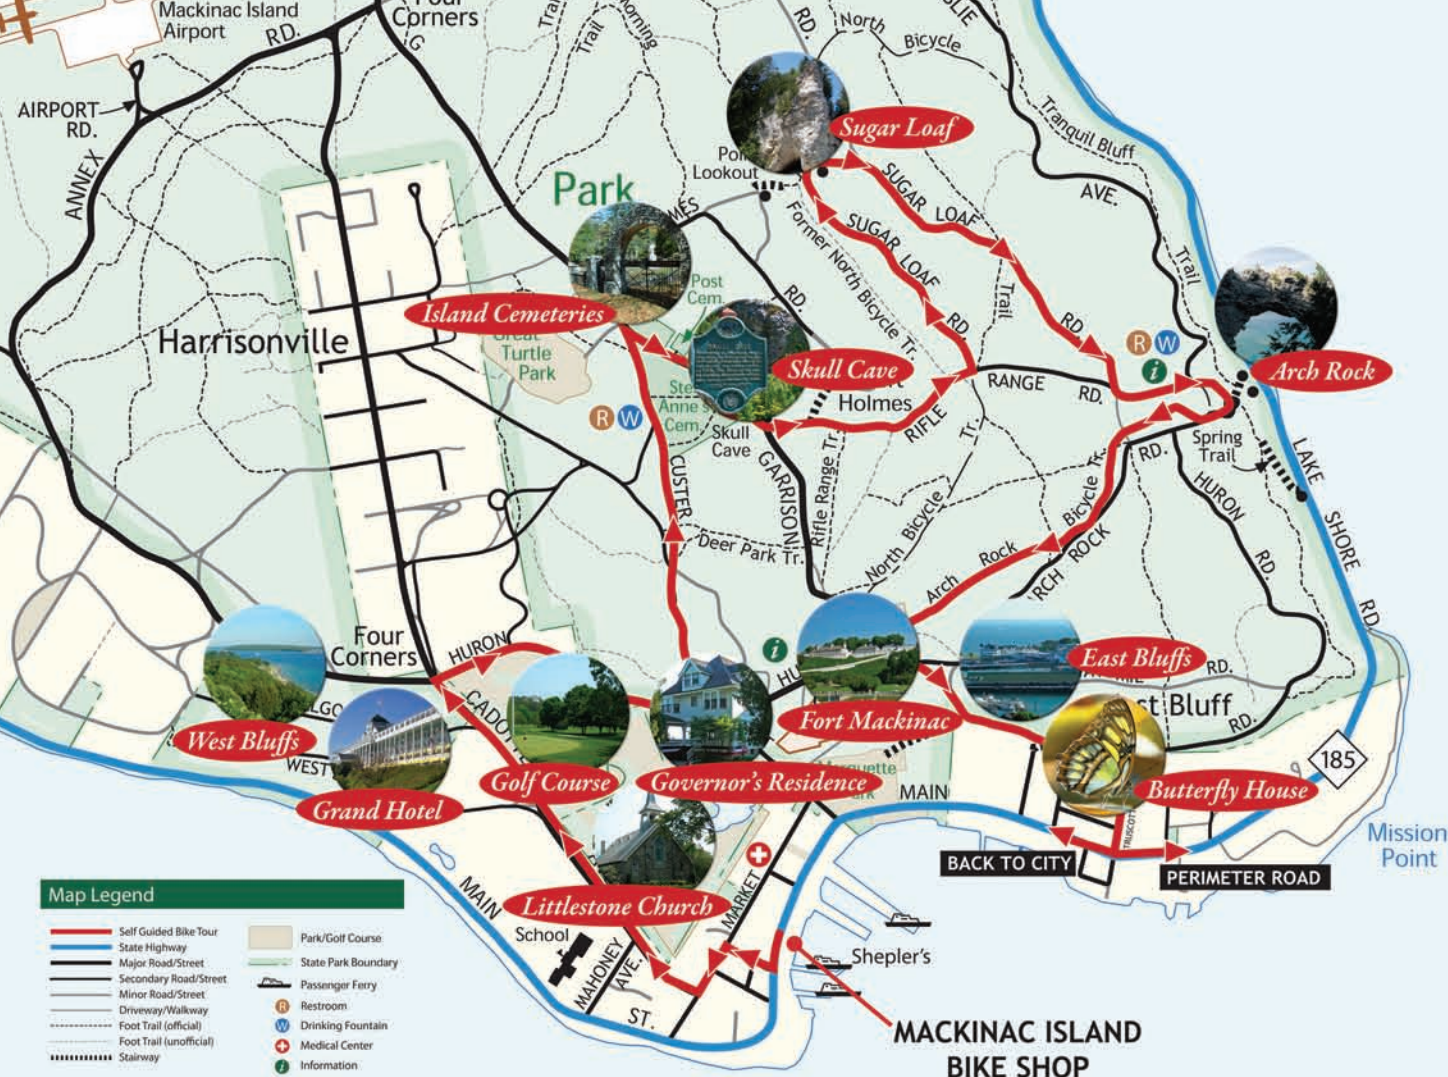 Mackinac Island
Airport
RD.
Four
Corners
AIRPORT
RD.
ANNEX
Trail
Trail
RD.
North
Bicycle
Tranquil Bluff
AVE.
Trail
Sugar Loaf
Lookout
SUGAR LOAF
RD.
SUGAR LOAF
RD
Former North Bicycle Tr.
Trail
Park
Post
Cem.
RD.
Island Cemeteries
Great
Turtle
Park
Harrisonville
Skull Cave
Holmes
RANGE
RD.
R W
i
Arch Rock
R W
Anne's
Cem.
Skull
Cave
RIFLE
Tr.
RD.
Spring
Trail
LAKE
SHORE
RD.
CUSTER
GARRISON
Rifle Range Tr.
Deer Park Tr.
North Bicycle
Bicycle Tr.
Arch Rock
HURON
RD.
Four
Corners
HURON
i
East Bluffs
RD.
RD.
West Bluffs
WEST
Fort Mackinac
Grand Hotel
Golf Course
Governor's Residence
Butterfly House
185
MAIN
TRUSCOTT
BACK TO CITY
PERIMETER ROAD
Mission
Point
Littlestone Church
MARKET
MAIN
School
MAHONEY
AVE.
ST.
Shepler's
MACKINAC ISLAND
BIKE SHOP
Map Legend
Self Guided Bike Tour
State Highway
Major Road/Street
Secondary Road/Street
Minor Road/Street
Driveway/Walkway
Foot Trail (official)
Foot Trail (unofficial)
Stairway
Park/Golf Course
State Park Boundary
Passenger Ferry
R Restroom
W Drinking Fountain
Medical Center
i Information